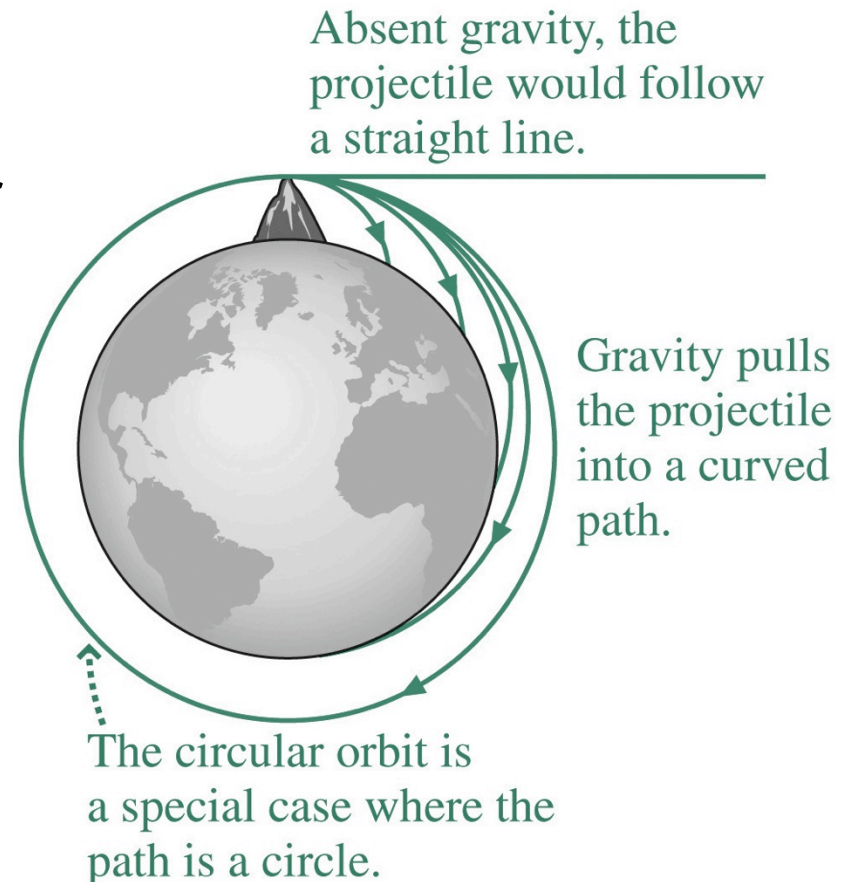 Absent gravity, the
projectile would follow
a straight line.
Gravity pulls
the projectile
into a curved
path.
The circular orbit is
a special case where the
path is a circle.